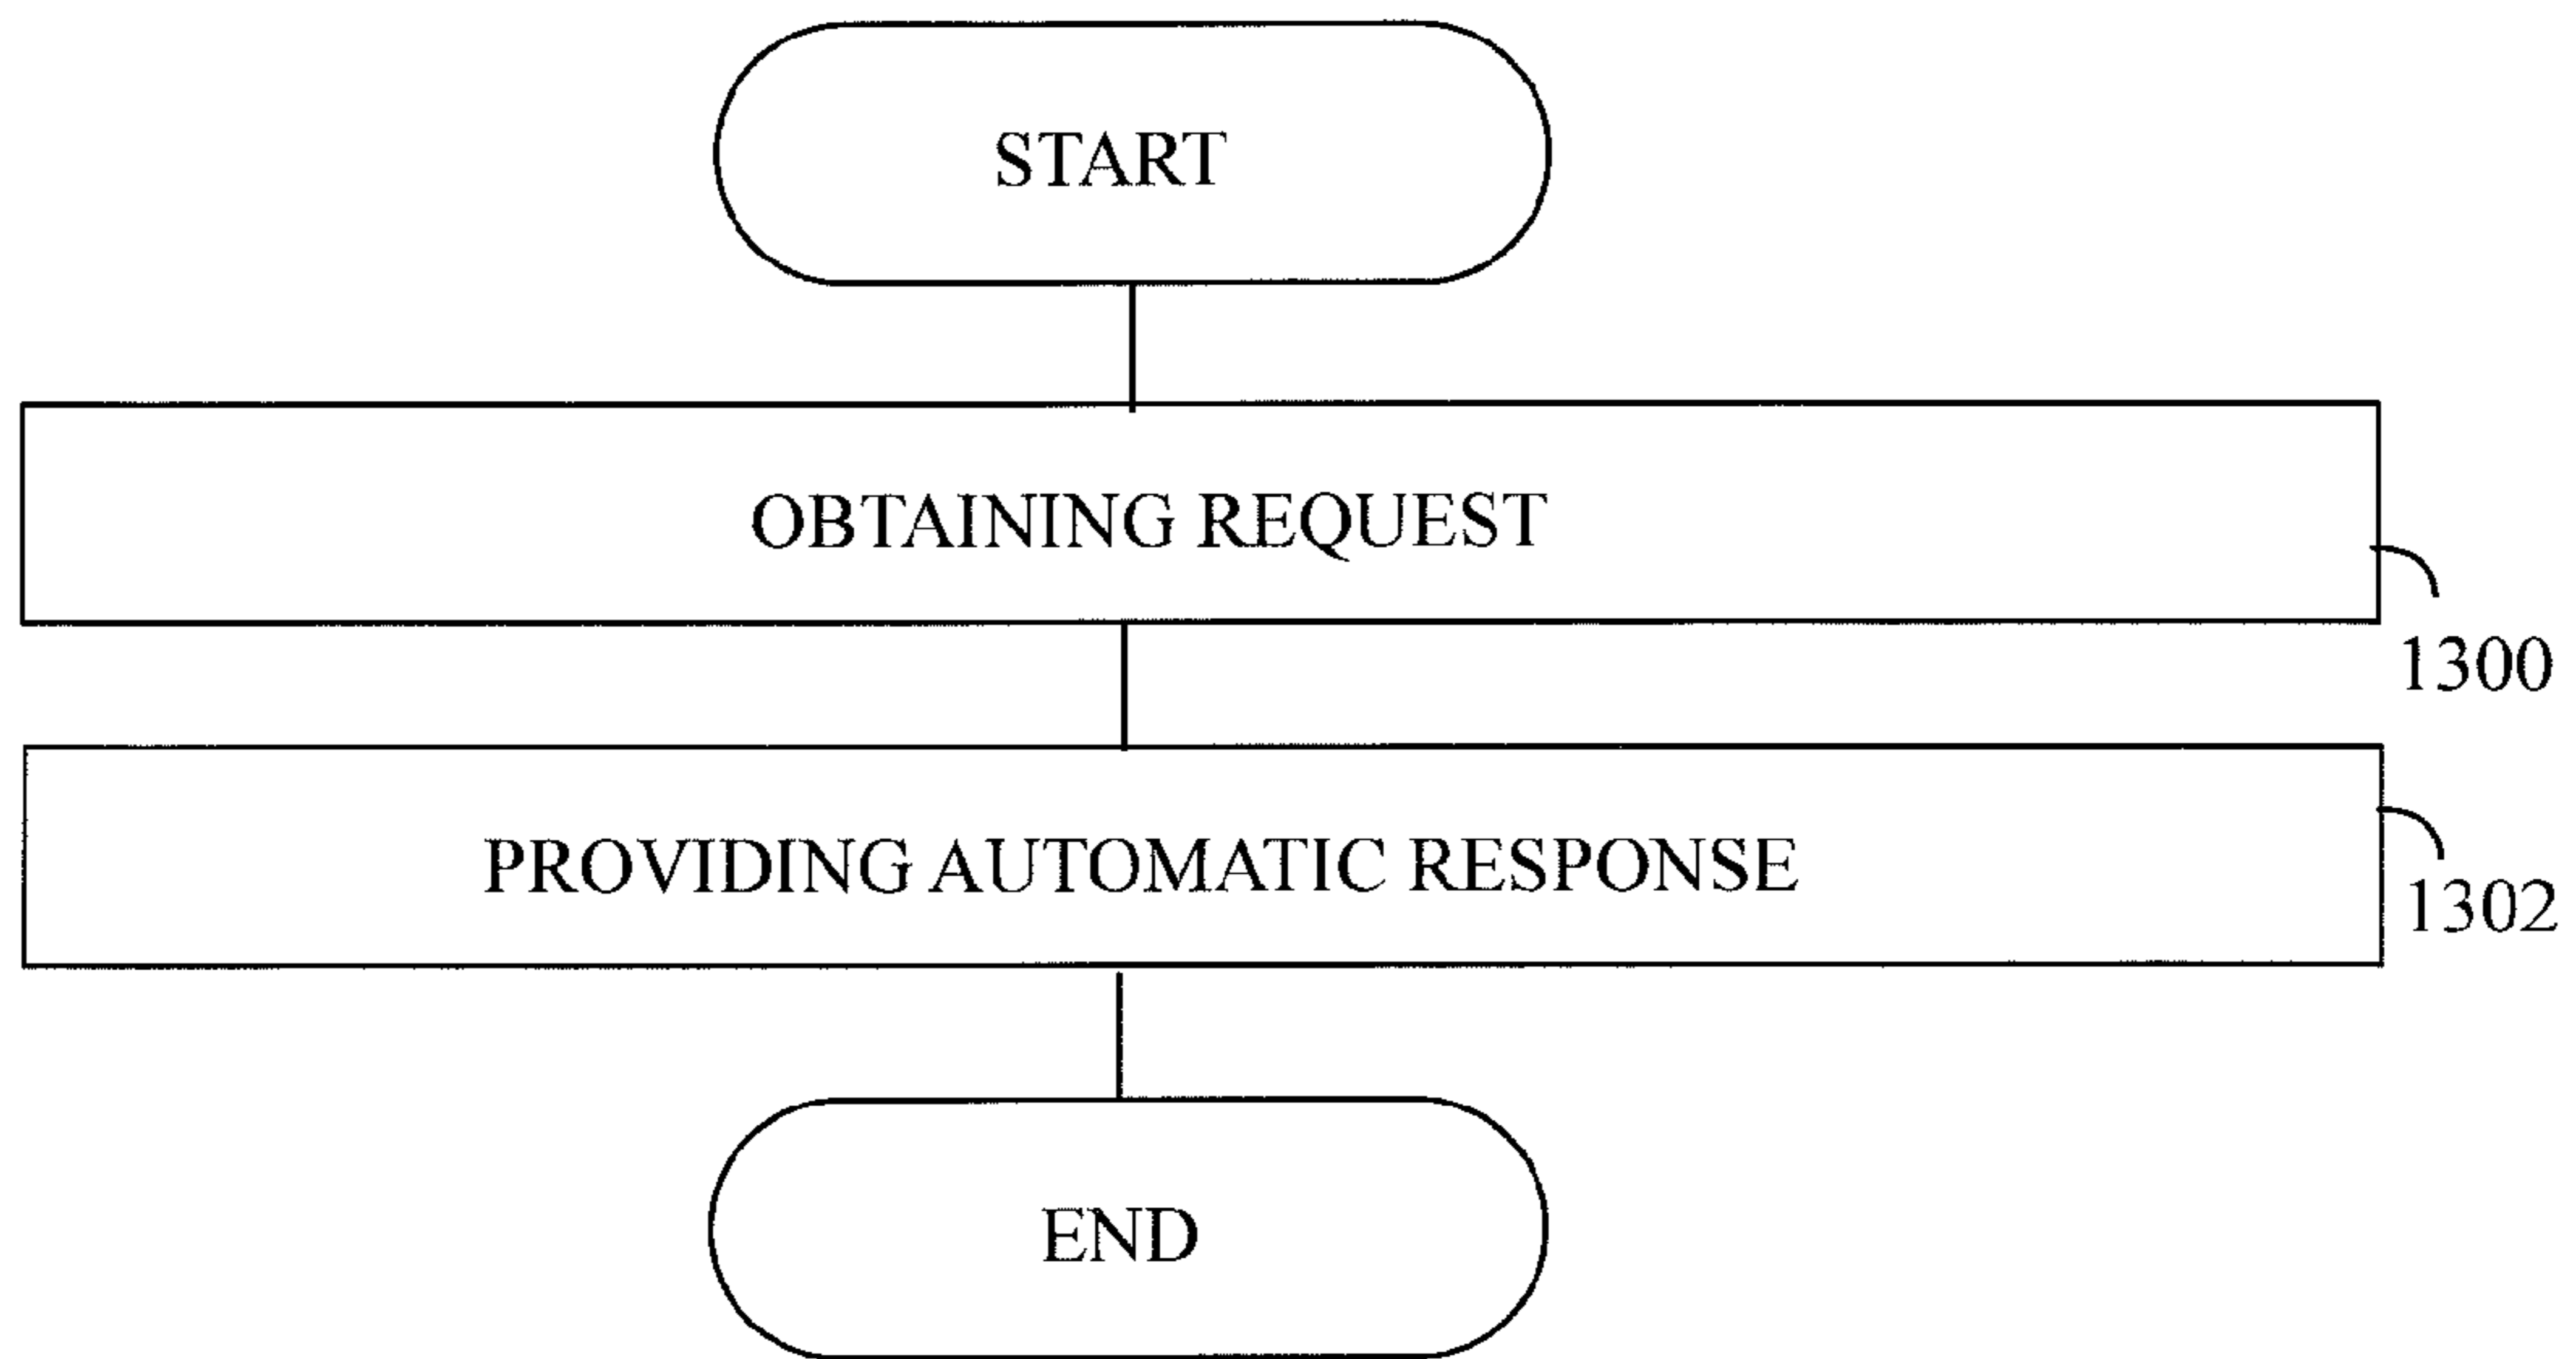 START
OBTAINING REQUEST
1300
PROVIDING AUTOMATIC RESPONSE
1302
END